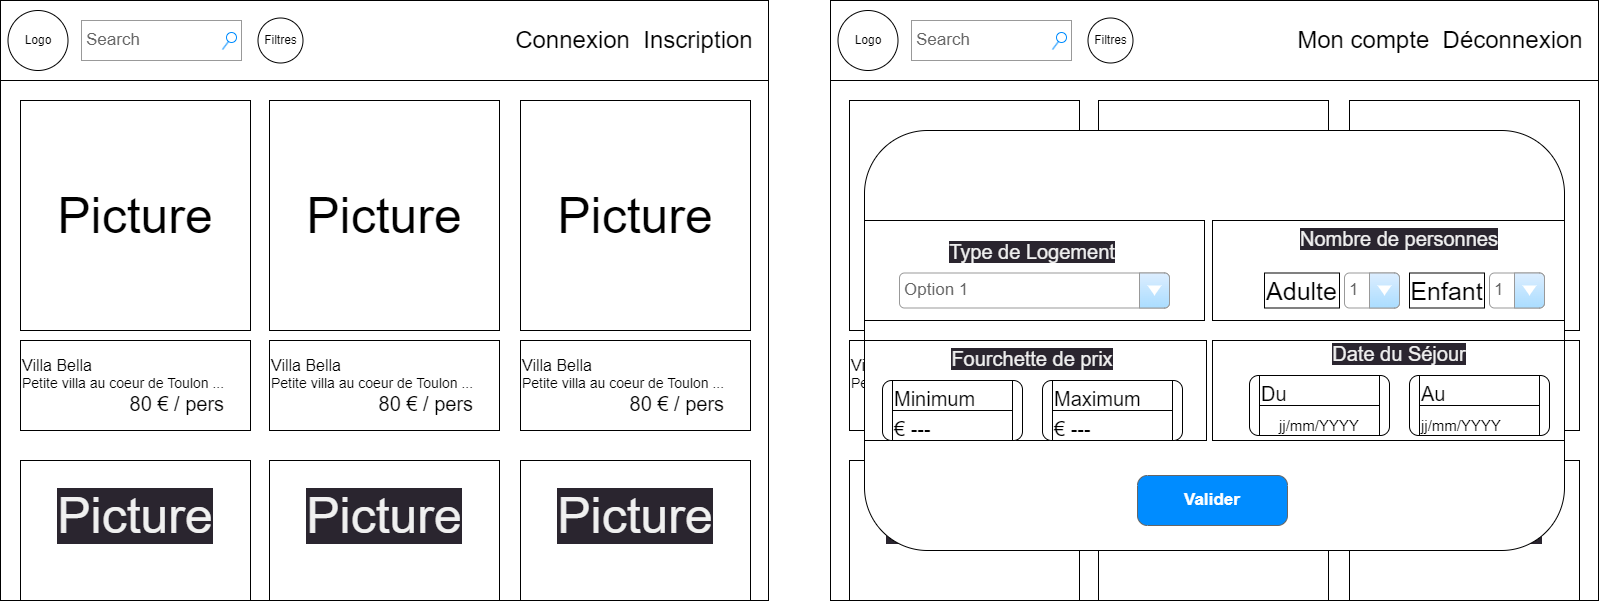 Logo
Search
Filtres
Connexion Inscription
Picture Picture Picture
Villa Bella
Petite villa au coeur de Toulon ...
80 € / pers
Villa Bella
Petite villa au coeur de Toulon ...
80 € / pers
Villa Bella
Petite villa au coeur de Toulon ...
80 € / pers
Picture Picture Picture
Logo
Search
Filtres
Mon compte Déconnexion
Type de Logement
Option 1
Nombre de personnes
Adulte 1 Enfant 1
Vi
Pe
Fourchette de prix
Minimum
€ ---
Maximum
€ ---
Date du Séjour
Du
jj/mm/YYYY
Au
jj/mm/YYYY
Valider